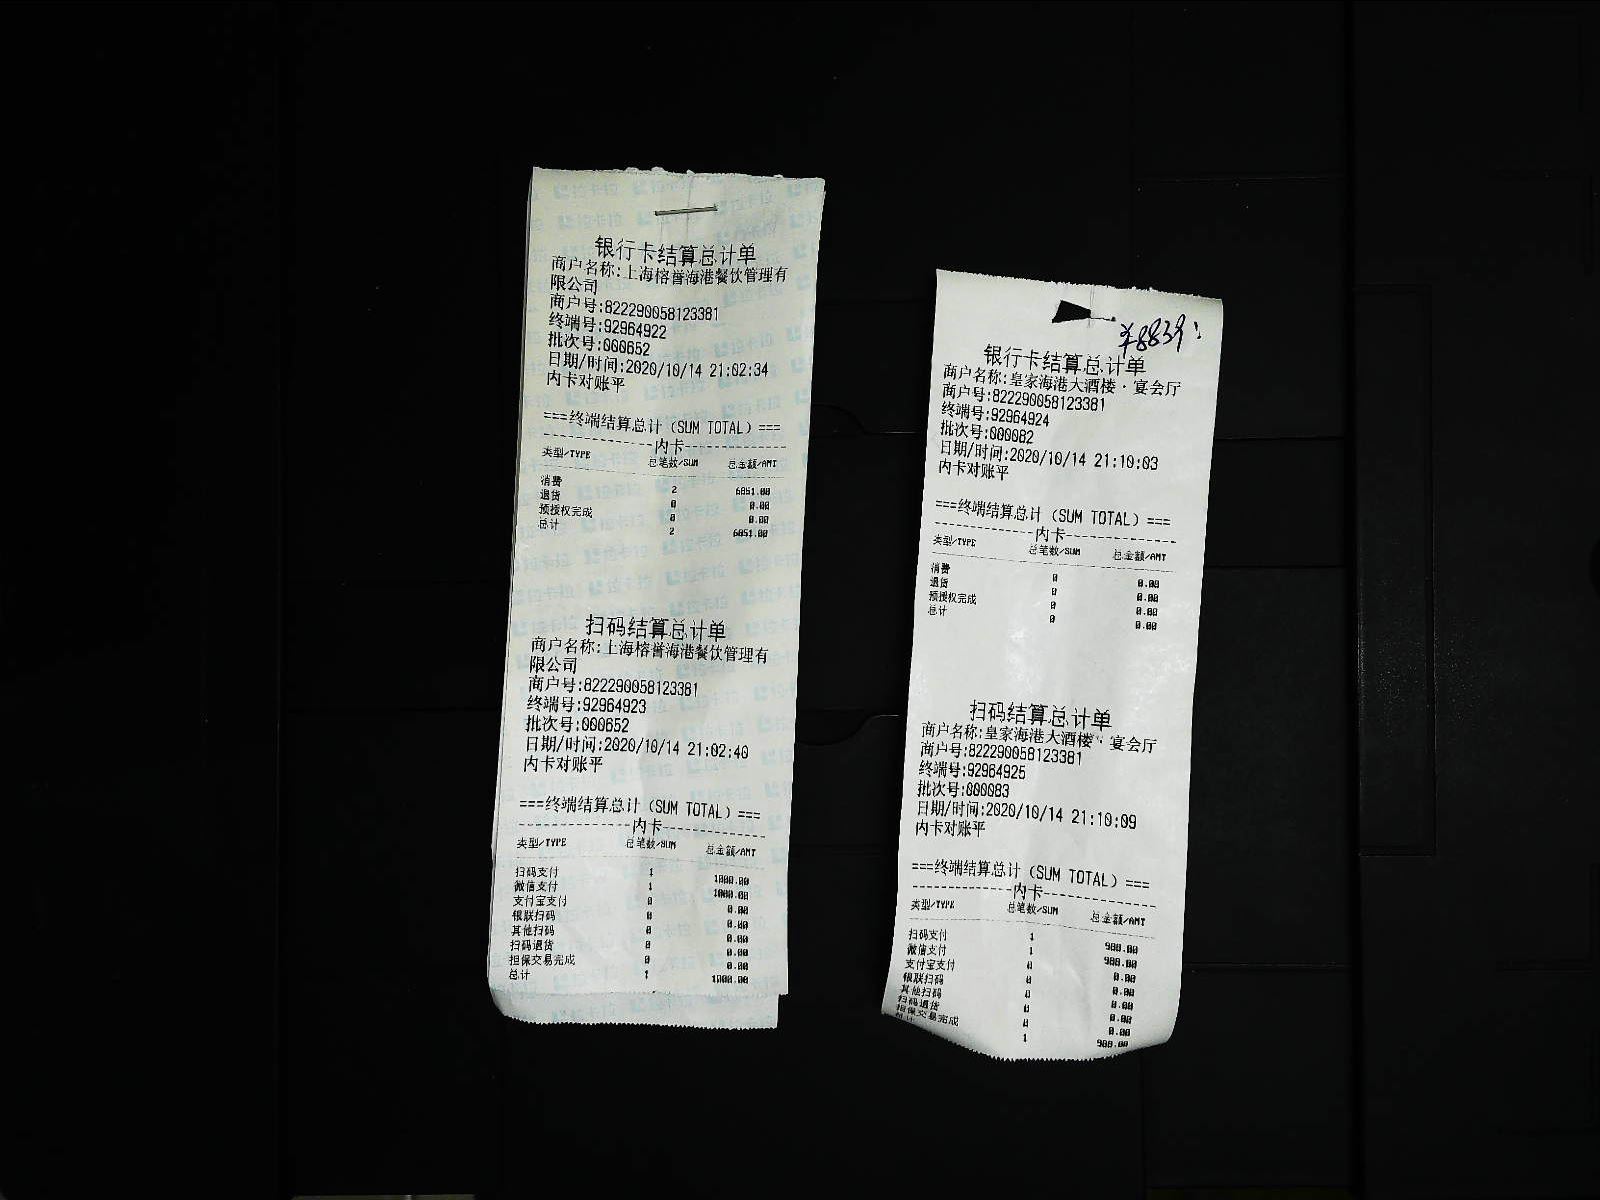 银行卡结算总计单
商户名称:上海榕誉海港餐饮管理有
限公司
商户号:822290058123381
终端号:92964922
批次号:000652
日期/时间:2020/10/14 21:02:34
内卡对账平
===终端结算总计(SUM TOTAL)===
内卡
类型/TYPE 总笔数/SUM 总金额/AMT
消费 2 6851.00
退货 0 0.00
预授权完成 0 0.00
总计 2 6851.00
扫码结算总计单
商户名称:上海榕誉海港餐饮管理有
限公司
商户号:822290058123381
终端号:92964923
批次号:000652
日期/时间:2020/10/14 21:02:40
内卡对账平
===终端结算总计(SUM TOTAL)===
内卡
类型/TYPE 总笔数/SUM 总金额/AMT
扫码支付 1 1000.00
微信支付 1 1000.00
支付宝支付 0 0.00
银联扫码 0 0.00
其他扫码 0 0.00
扫码退货 0 0.00
担保交易完成 0 0.00
总计 1 1000.00
¥8839:
银行卡结算总计单
商户名称:皇家海港大酒楼·宴会厅
商户号:822290058123381
终端号:92964924
批次号:000082
日期/时间:2020/10/14 21:10:03
内卡对账平
===终端结算总计(SUM TOTAL)===
内卡
类型/TYPE 总笔数/SUM 总金额/AMT
消费 0 0.00
退货 0 0.00
预授权完成 0 0.00
总计 0 0.00
扫码结算总计单
商户名称:皇家海港大酒楼·宴会厅
商户号:822290058123381
终端号:92964925
批次号:000083
日期/时间:2020/10/14 21:10:09
内卡对账平
===终端结算总计(SUM TOTAL)===
内卡
类型/TYPE 总笔数/SUM 总金额/AMT
扫码支付 1 988.00
微信支付 1 988.00
支付宝支付 0 0.00
银联扫码 0 0.00
其他扫码 0 0.00
扫码退货 0 0.00
担保交易完成 0 0.00
总计 1 988.00